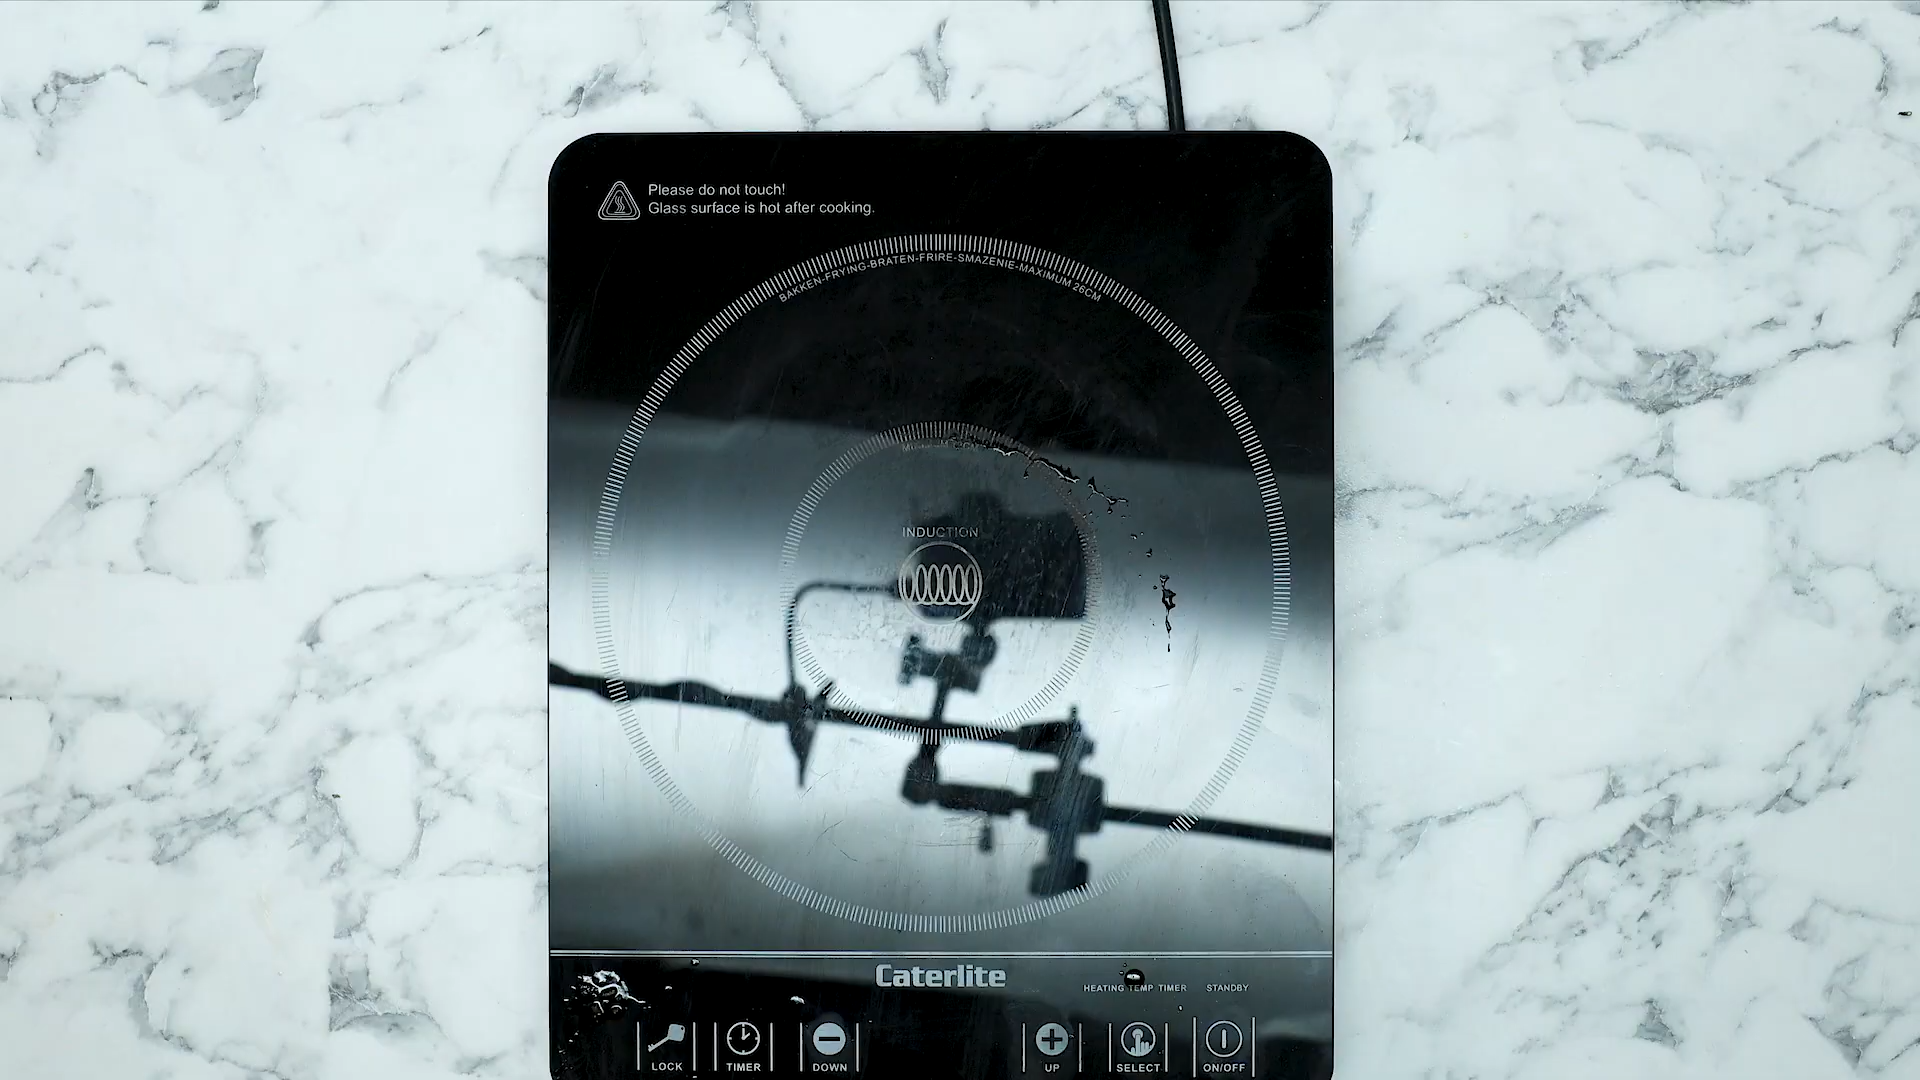 Please do not touch!
Glass surface is hot after cooking.
BAKKEN-FRYING-BRATEN-FRIRE-SMAZENIE-MAXIMUM 26CM
INDUCTION
Caterlite
HEATING TEMP TIMER STANDBY
LOCK TIMER DOWN UP SELECT ON/OFF